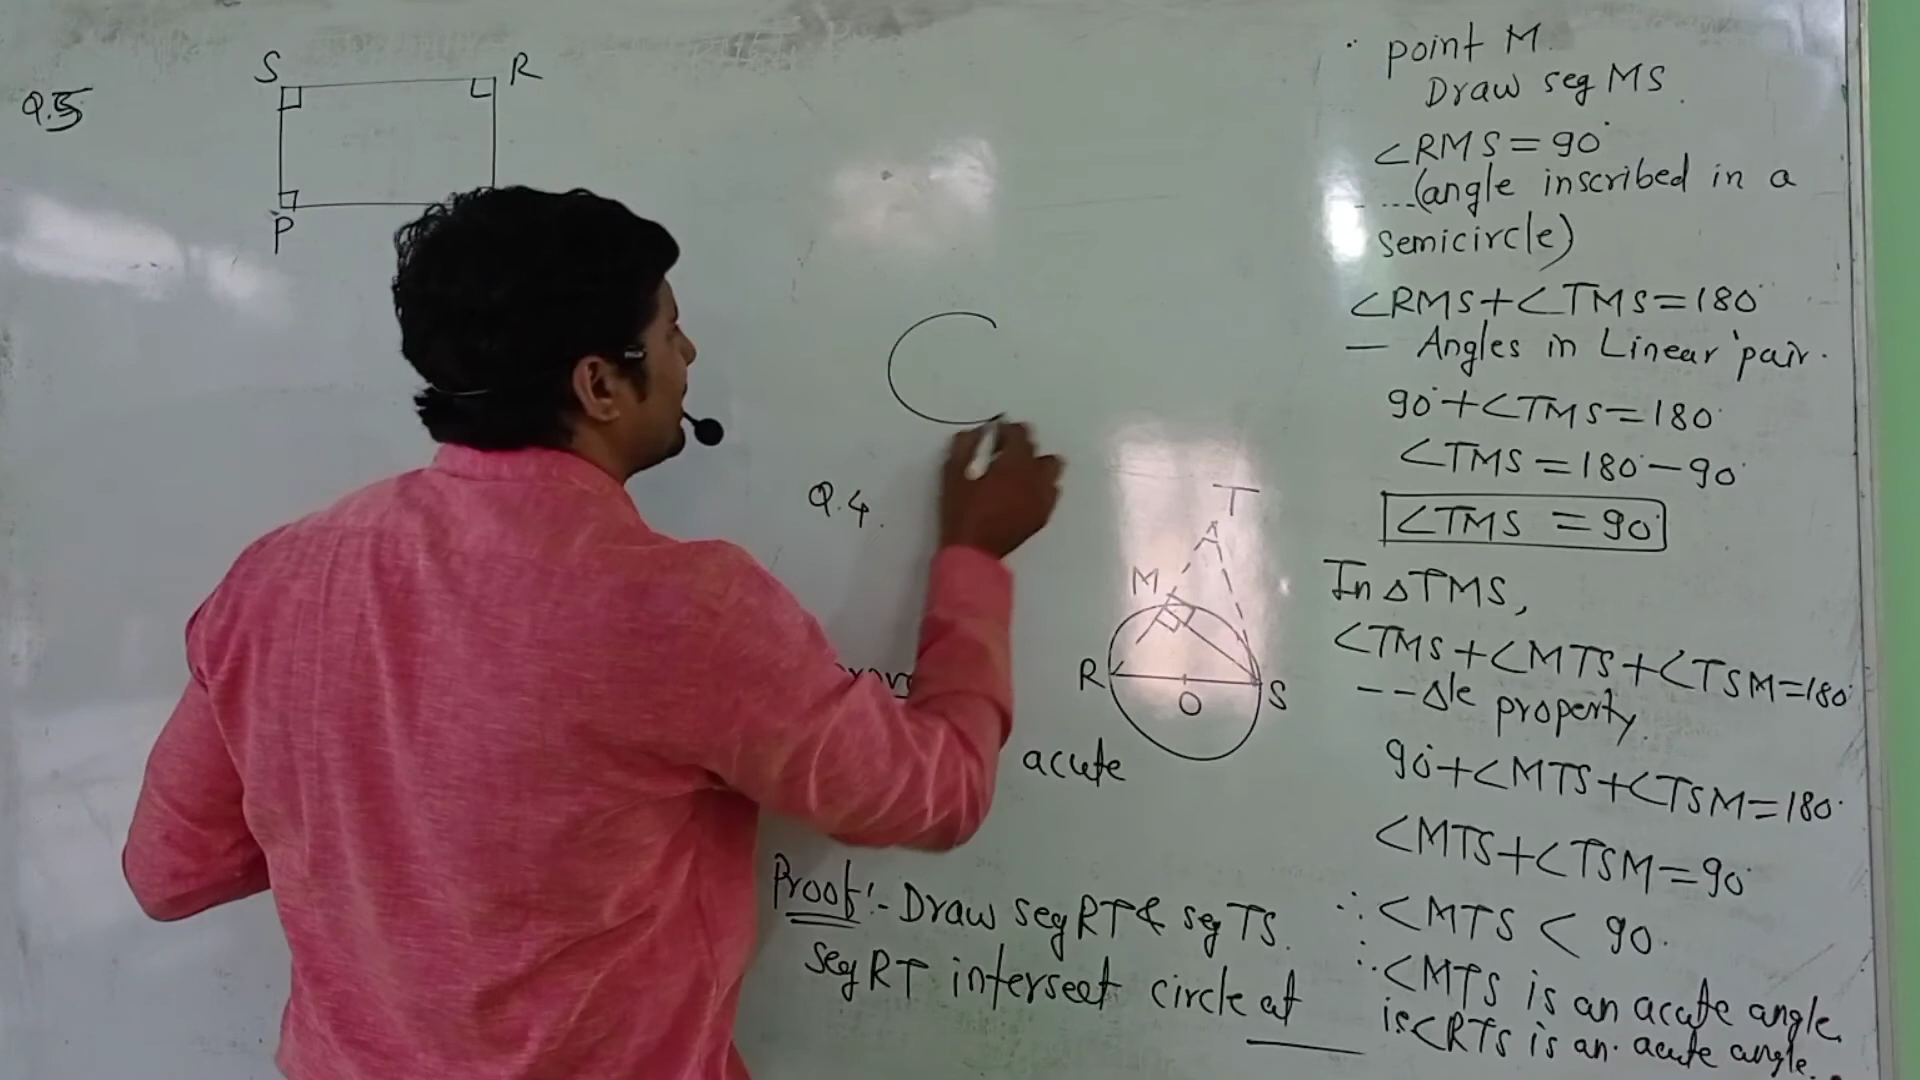 Q.5
S
R
P
Q.4.
T
M
R
O
S
acute
Proof:- Draw seg RT & seg TS.
seg RT intersect circle at
point M.
Draw seg MS.
∠RMS=90°
...(angle inscribed in a
semicircle)
∠RMS+∠TMS=180°
— Angles in Linear pair.
90°+∠TMS=180°
∠TMS=180°-90°
∠TMS = 90°
In △TMS,
∠TMS+∠MTS+∠TSM=180°
-- △le property.
90°+∠MTS+∠TSM=180°
∠MTS+∠TSM=90°
∴ ∠MTS < 90°
∴ ∠MTS is an acute angle
is ∠RTS is an acute angle.